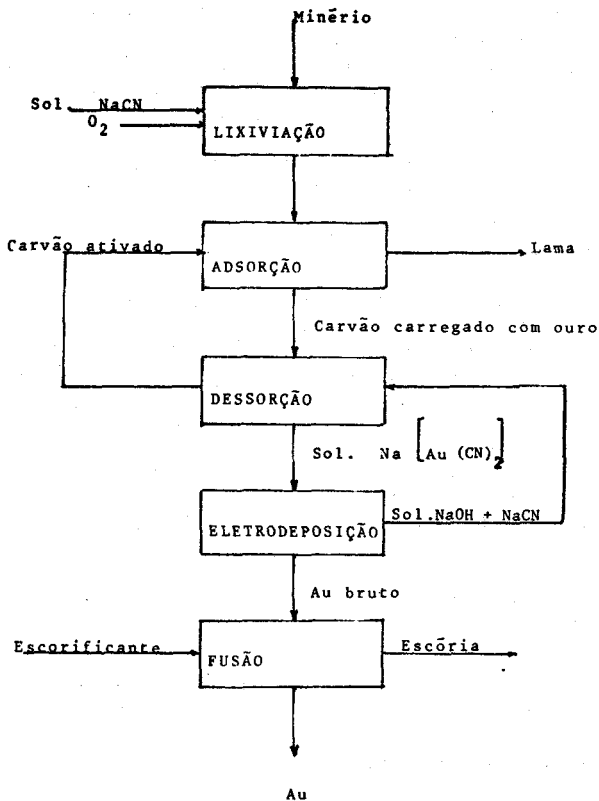 Minério
Sol. NaCN
O2
LIXIVIAÇÃO
Carvão ativado
Lama
ADSORÇÃO
Carvão carregado com ouro
DESSORÇÃO
Sol. Na [Au (CN)2]
Sol.NaOH + NaCN
ELETRODEPOSIÇÃO
Au bruto
Escorificante
Escória
FUSÃO
Au